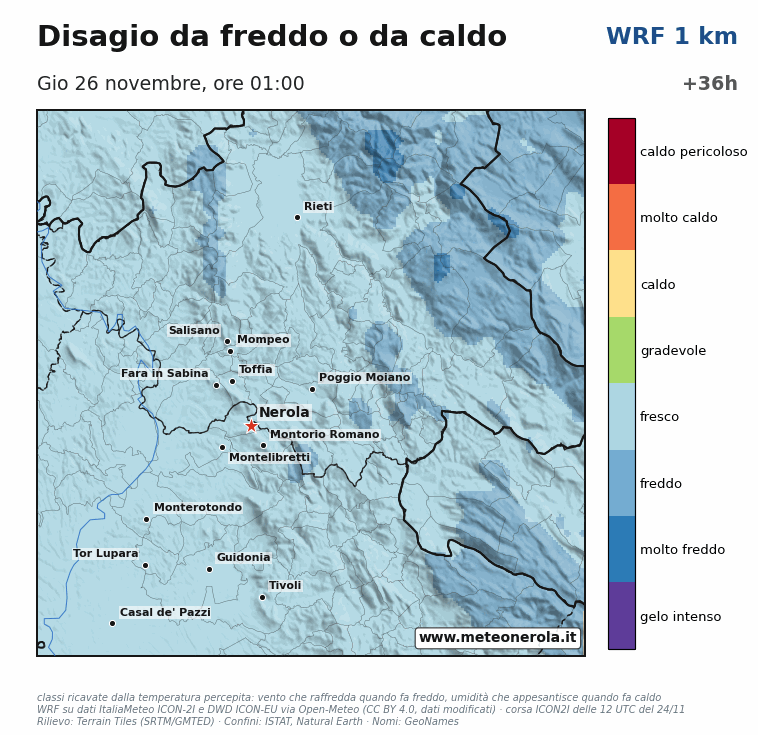 Disagio da freddo o da caldo
WRF 1 km
Gio 26 novembre, ore 01:00
+36h
caldo pericoloso
molto caldo
caldo
gradevole
fresco
freddo
molto freddo
gelo intenso
Rieti
Salisano
Mompeo
Toffia
Fara in Sabina
Poggio Moiano
Nerola
Montorio Romano
Montelibretti
Monterotondo
Tor Lupara
Guidonia
Tivoli
Casal de' Pazzi
www.meteonerola.it
classi ricavate dalla temperatura percepita: vento che raffredda quando fa freddo, umidità che appesantisce quando fa caldo
WRF su dati ItaliaMeteo ICON-2I e DWD ICON-EU via Open-Meteo (CC BY 4.0, dati modificati) · corsa ICON2I delle 12 UTC del 24/11
Rilievo: Terrain Tiles (SRTM/GMTED) · Confini: ISTAT, Natural Earth · Nomi: GeoNames